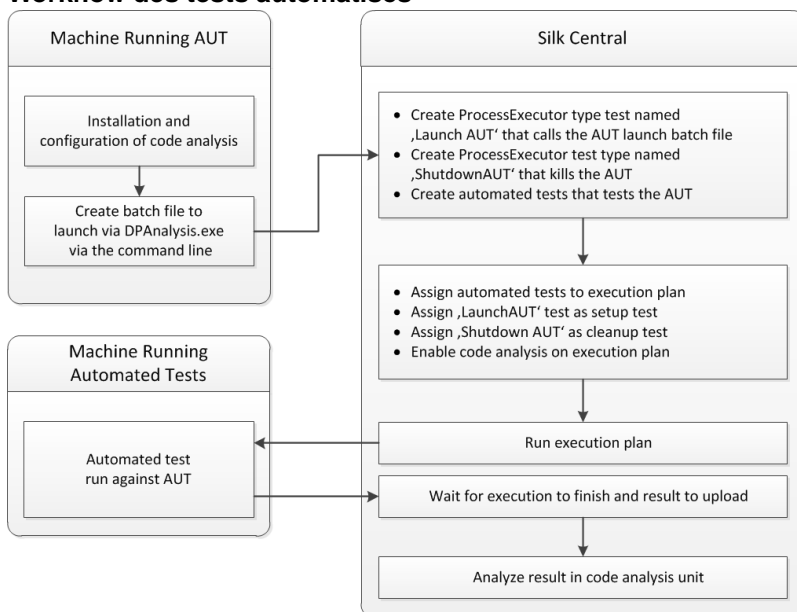 Workflow des tests automatisés
Machine Running AUT
Installation and
configuration of code analysis
Create batch file to
launch via DPAnalysis.exe
via the command line
Silk Central
• Create ProcessExecutor type test named
‚Launch AUT‘ that calls the AUT launch batch file
• Create ProcessExecutor test type named
‚ShutdownAUT‘ that kills the AUT
• Create automated tests that tests the AUT
• Assign automated tests to execution plan
• Assign ‚LaunchAUT‘ test as setup test
• Assign ‚Shutdown AUT‘ as cleanup test
• Enable code analysis on execution plan
Machine Running
Automated Tests
Automated test
run against AUT
Run execution plan
Wait for execution to finish and result to upload
Analyze result in code analysis unit